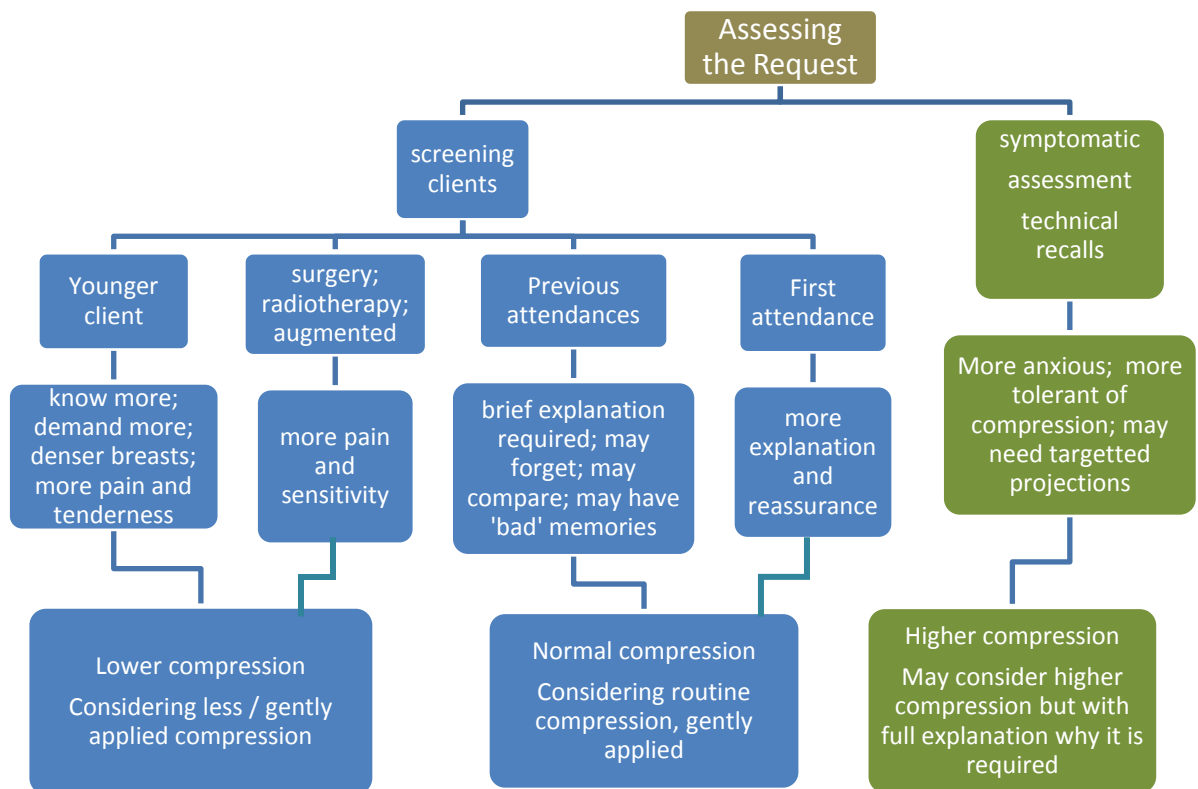 Assessing
the Request
screening
clients
symptomatic
assessment
technical
recalls
Younger
client
surgery;
radiotherapy;
augmented
Previous
attendances
First
attendance
know more;
demand more;
denser breasts;
more pain and
tenderness
more pain
and
sensitivity
brief explanation
required; may
forget; may
compare; may have
'bad' memories
more
explanation
and
reassurance
More anxious; more
tolerant of
compression; may
need targetted
projections
Lower compression
Considering less / gently
applied compression
Normal compression
Considering routine
compression, gently
applied
Higher compression
May consider higher
compression but with
full explanation why it is
required